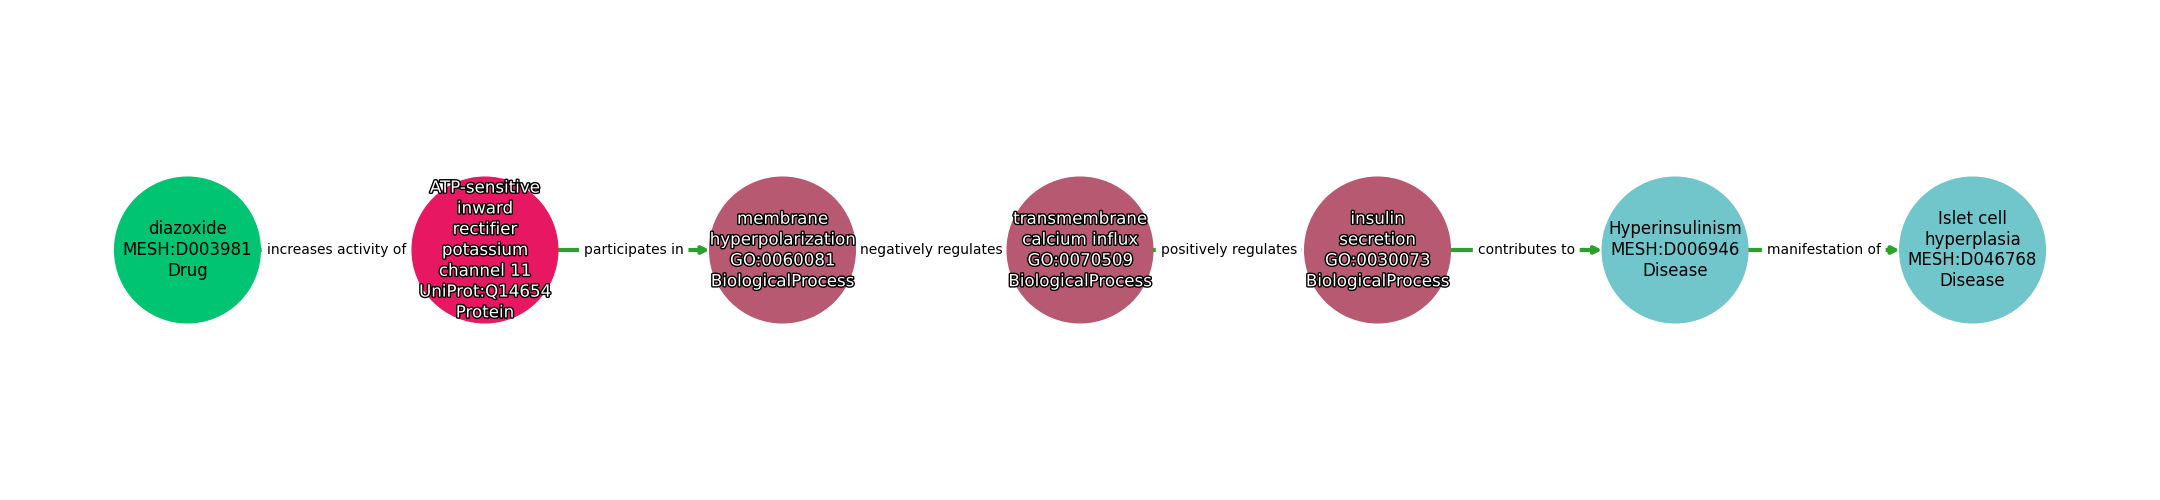 diazoxide
MESH:D003981
Drug
increases activity of
ATP-sensitive
inward
rectifier
potassium
channel 11
UniProt:Q14654
Protein
participates in
membrane
hyperpolarization
GO:0060081
BiologicalProcess
negatively regulates
transmembrane
calcium influx
GO:0070509
BiologicalProcess
positively regulates
insulin
secretion
GO:0030073
BiologicalProcess
contributes to
Hyperinsulinism
MESH:D006946
Disease
manifestation of
Islet cell
hyperplasia
MESH:D046768
Disease